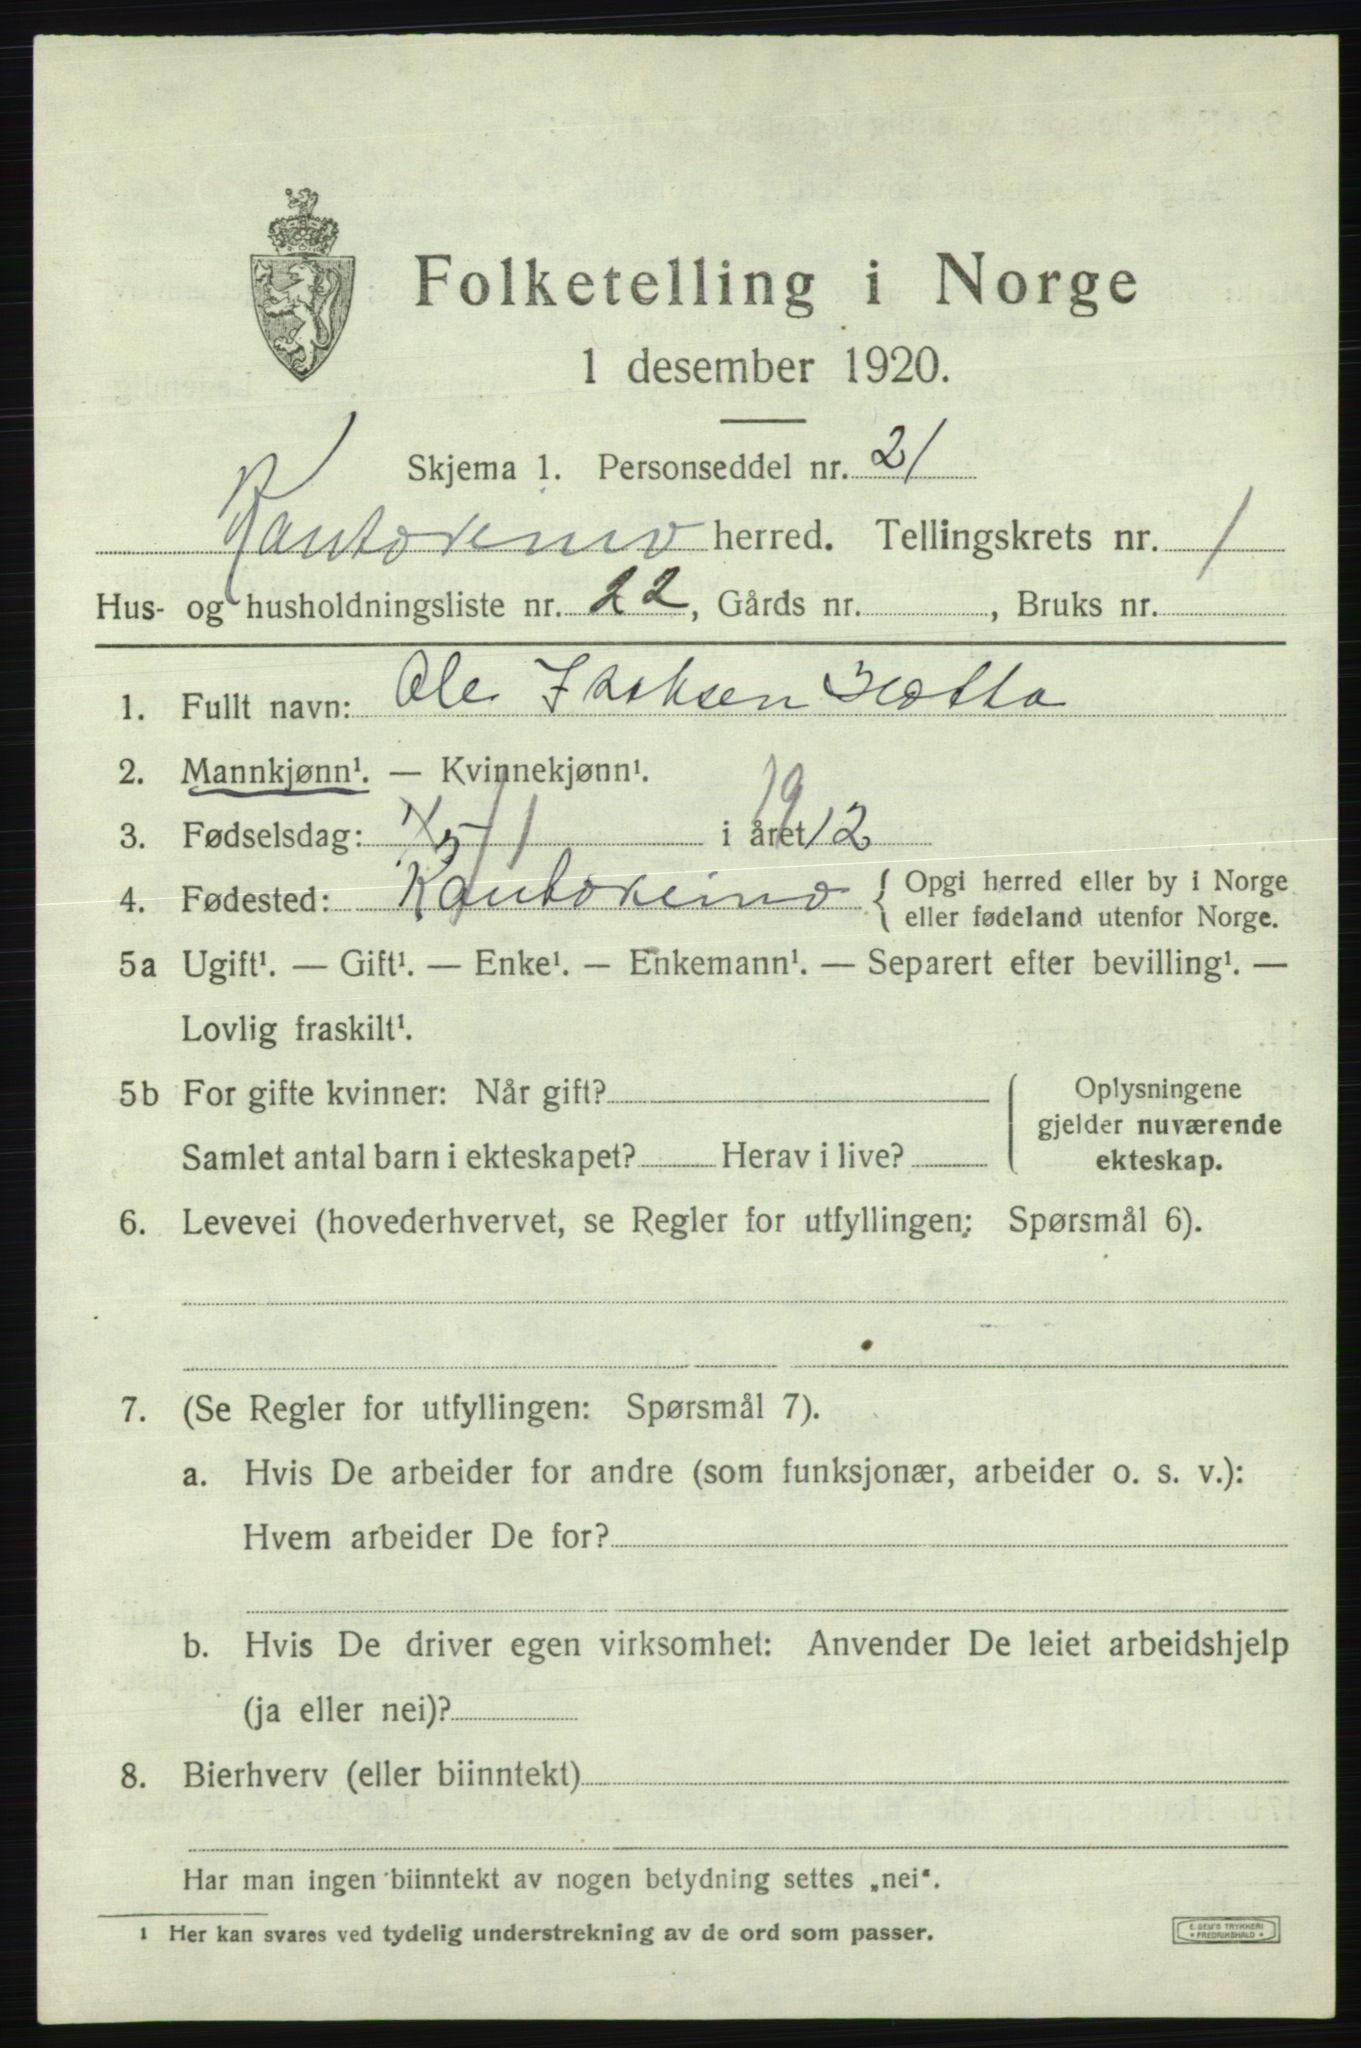 Folketelling i Norge
1 desember 1920.
Skjema 1. Personseddel nr. 21
Kautokeino herred. Tellingskrets nr. 1
Hus- og husholdningsliste nr. 22, Gårds nr. , Bruks nr.
1. Fullt navn: Ole Isaksen Hætta
2. Mannkjønn¹. — Kvinnekjønn¹.
3. Fødselsdag: i året 1912
4. Fødested: Kautokeino { Opgi herred eller by i Norge
eller fødeland utenfor Norge.
5a Ugift¹. — Gift¹. — Enke¹. — Enkemann¹. — Separert efter bevilling¹. —
Lovlig fraskilt¹.
5b For gifte kvinner: Når gift?
Samlet antal barn i ekteskapet? Herav i live?
Oplysningene
gjelder nuværende
ekteskap.
6. Levevei (hovederhvervet, se Regler for utfyllingen: Spørsmål 6).
7. (Se Regler for utfyllingen: Spørsmål 7).
a. Hvis De arbeider for andre (som funksjonær, arbeider o. s. v.):
Hvem arbeider De for?
b. Hvis De driver egen virksomhet: Anvender De leiet arbeidshjelp
(ja eller nei)?
8. Bierhverv (eller biinntekt)
Har man ingen biinntekt av nogen betydning settes „nei“.
¹ Her kan svares ved tydelig understrekning av de ord som passer.
E. SEM'S TRYKKERI
* FREDRIKSHALD *